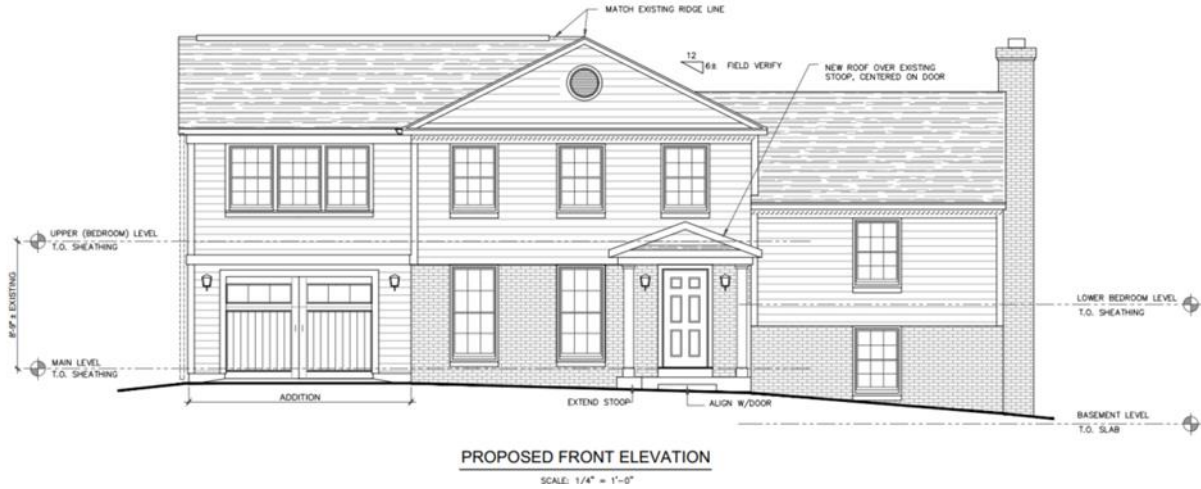 MATCH EXISTING RIDGE LINE
12
6± FIELD VERIFY
NEW ROOF OVER EXISTING
STOOP, CENTERED ON DOOR
UPPER (BEDROOM) LEVEL
T.O. SHEATHING
8'-9" ± EXISTING
LOWER BEDROOM LEVEL
T.O. SHEATHING
MAIN LEVEL
T.O. SHEATHING
ADDITION
EXTEND STOOP
ALIGN W/DOOR
BASEMENT LEVEL
T.O. SLAB
PROPOSED FRONT ELEVATION
SCALE: 1/4" = 1'-0"